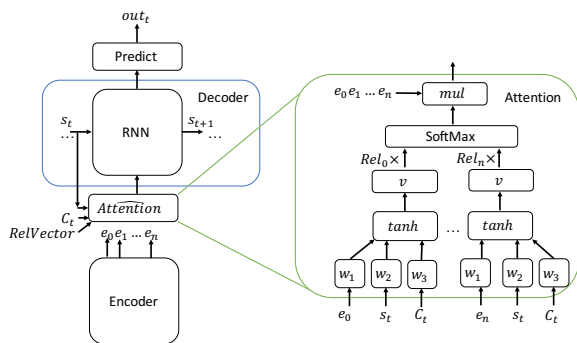 out_t
Predict
Decoder
s_t
...
RNN
s_{t+1}
...
\widehat{Attention}
C_t
RelVector
e_0 e_1 ... e_n
Encoder
e_0 e_1 ... e_n
mul
Attention
SoftMax
Rel_0× Rel_n×
v v
tanh ... tanh
w_1 w_2 w_3 w_1 w_2 w_3
e_0 s_t C_t e_n s_t C_t